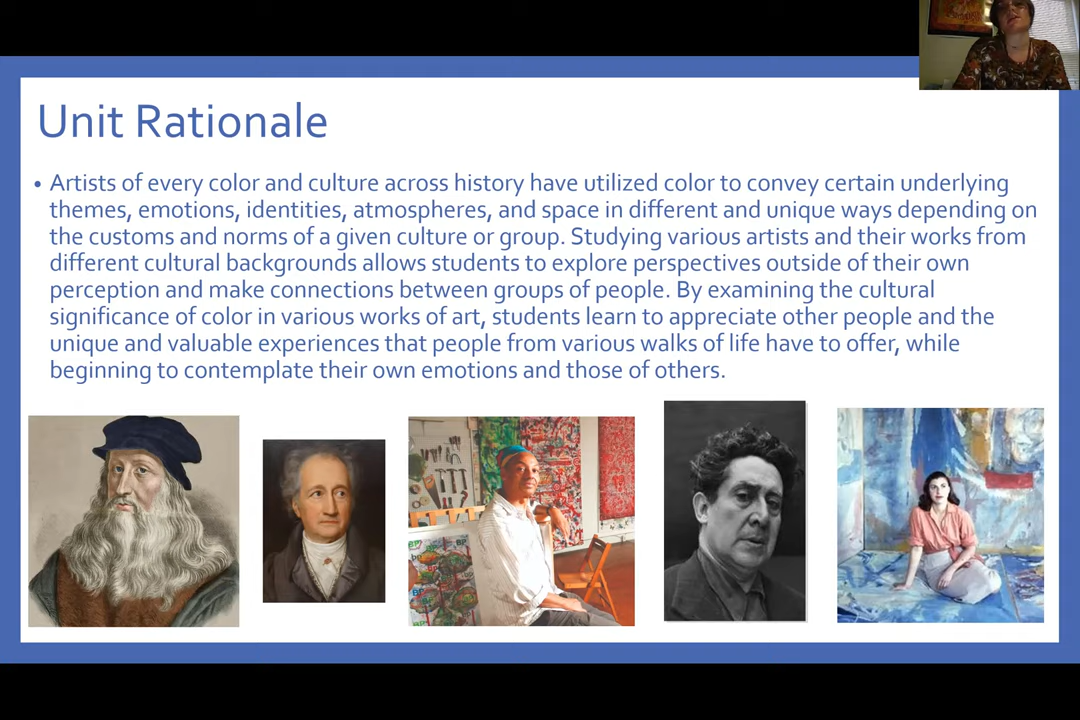 Unit Rationale
• Artists of every color and culture across history have utilized color to convey certain underlying
themes, emotions, identities, atmospheres, and space in different and unique ways depending on
the customs and norms of a given culture or group. Studying various artists and their works from
different cultural backgrounds allows students to explore perspectives outside of their own
perception and make connections between groups of people. By examining the cultural
significance of color in various works of art, students learn to appreciate other people and the
unique and valuable experiences that people from various walks of life have to offer, while
beginning to contemplate their own emotions and those of others.
BP
BP